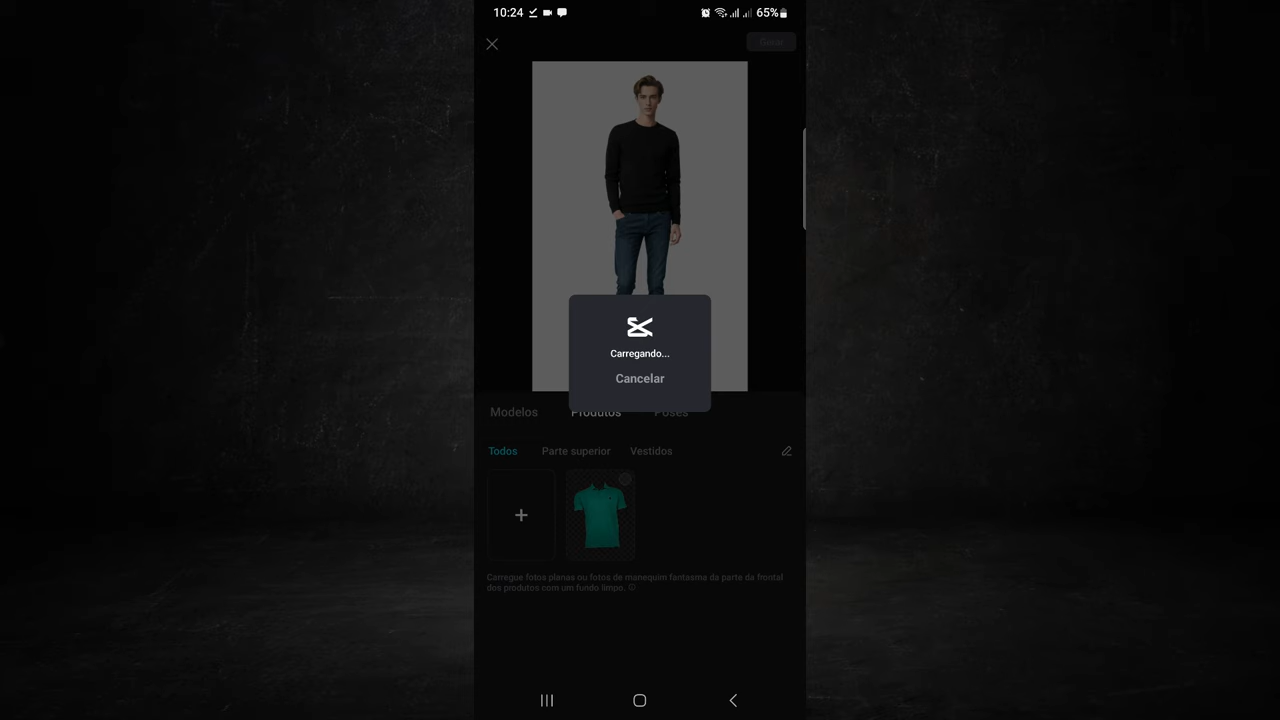 10:24
65%
Gerar
Carregando...
Cancelar
Modelos
Produtos
Poses
Todos
Parte superior
Vestidos
Carregue fotos planas ou fotos de manequim fantasma da parte da frontal
dos produtos com um fundo limpo.